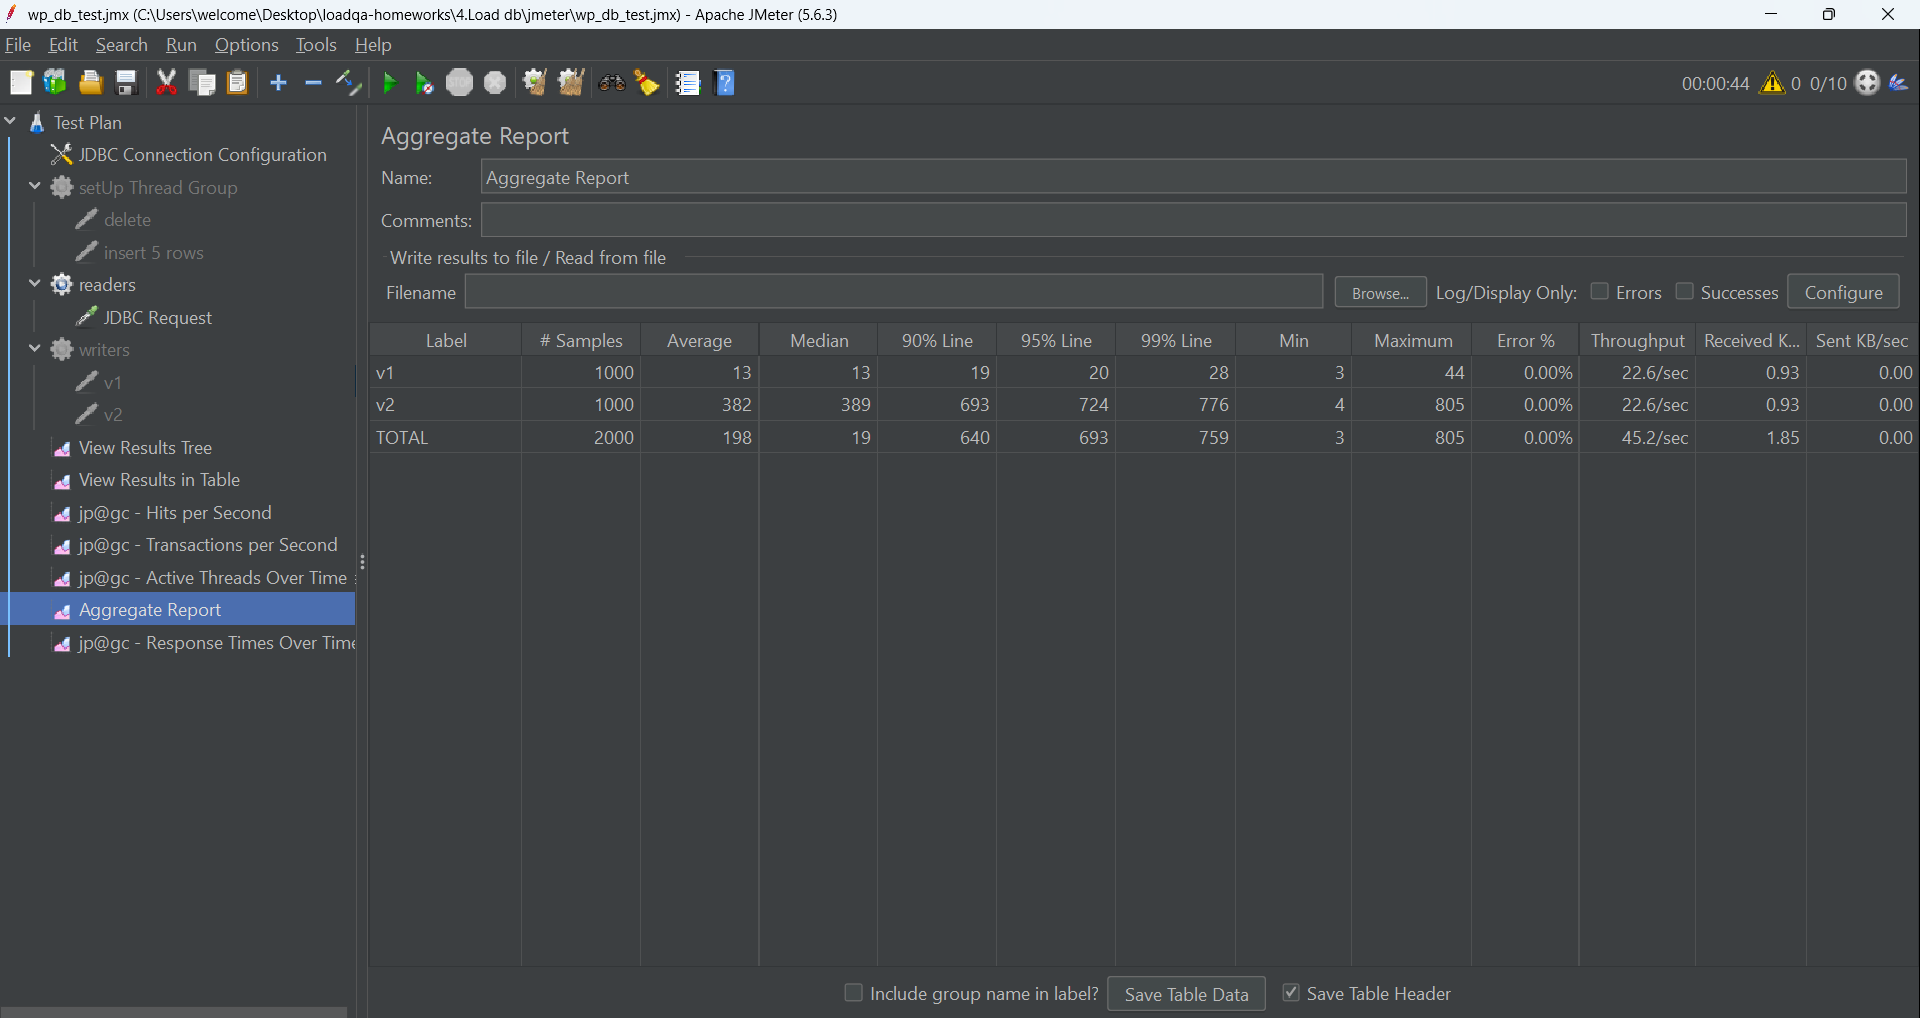 wp_db_test.jmx (C:\Users\welcome\Desktop\loadqa-homeworks\4.Load db\jmeter\wp_db_test.jmx) - Apache JMeter (5.6.3)
File Edit Search Run Options Tools Help
STOP 00:00:44 0 0/10
Test Plan
JDBC Connection Configuration
setUp Thread Group
delete
insert 5 rows
readers
JDBC Request
writers
v1
v2
View Results Tree
View Results in Table
jp@gc - Hits per Second
jp@gc - Transactions per Second
jp@gc - Active Threads Over Time
Aggregate Report
jp@gc - Response Times Over Time
Aggregate Report
Name: Aggregate Report
Comments:
Write results to file / Read from file
Filename Browse... Log/Display Only: Errors Successes Configure
Label # Samples Average Median 90% Line 95% Line 99% Line Min Maximum Error % Throughput Received K... Sent KB/sec
v1 1000 13 13 19 20 28 3 44 0.00% 22.6/sec 0.93 0.00
v2 1000 382 389 693 724 776 4 805 0.00% 22.6/sec 0.93 0.00
TOTAL 2000 198 19 640 693 759 3 805 0.00% 45.2/sec 1.85 0.00
Include group name in label? Save Table Data Save Table Header